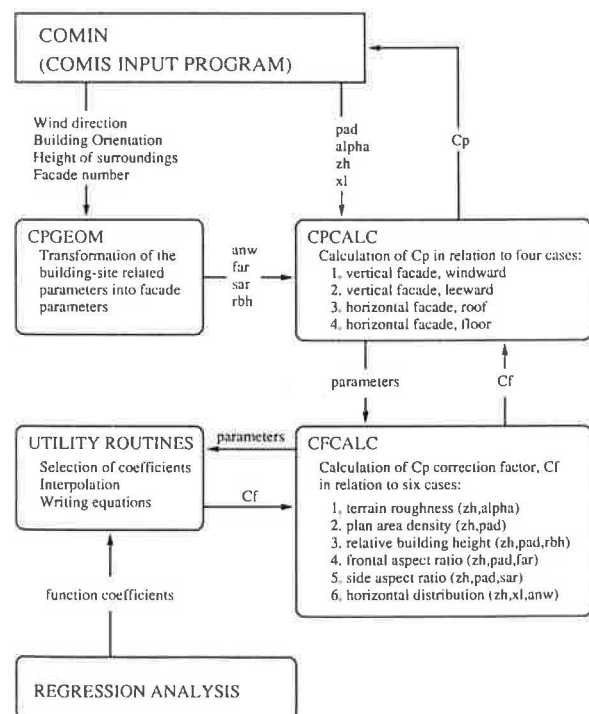 COMIN
(COMIS INPUT PROGRAM)
Wind direction
Building Orientation
Height of surroundings
Facade number
pad
alpha
zh
xl
Cp
CPGEOM
Transformation of the
building-site related
parameters into facade
parameters
anw
far
sar
rbh
CPCALC
Calculation of Cp in relation to four cases:
1. vertical facade, windward
2. vertical facade, leeward
3. horizontal facade, roof
4. horizontal facade, floor
parameters
Cf
UTILITY ROUTINES
Selection of coefficients
Interpolation
Writing equations
parameters
Cf
CFCALC
Calculation of Cp correction factor, Cf
in relation to six cases:
1. terrain roughness (zh,alpha)
2. plan area density (zh,pad)
3. relative building height (zh,pad,rbh)
4. frontal aspect ratio (zh,pad,far)
5. side aspect ratio (zh,pad,sar)
6. horizontal distribution (zh,xl,anw)
function coefficients
REGRESSION ANALYSIS